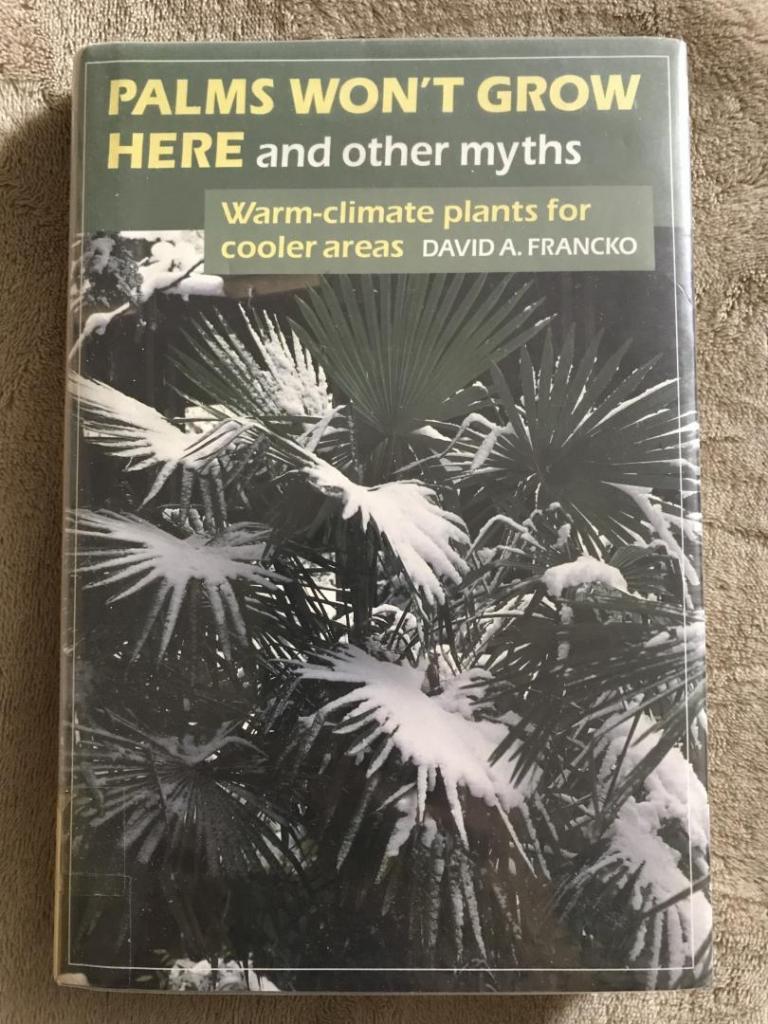 PALMS WON'T GROW
HERE and other myths
Warm-climate plants for
cooler areas DAVID A. FRANCKO